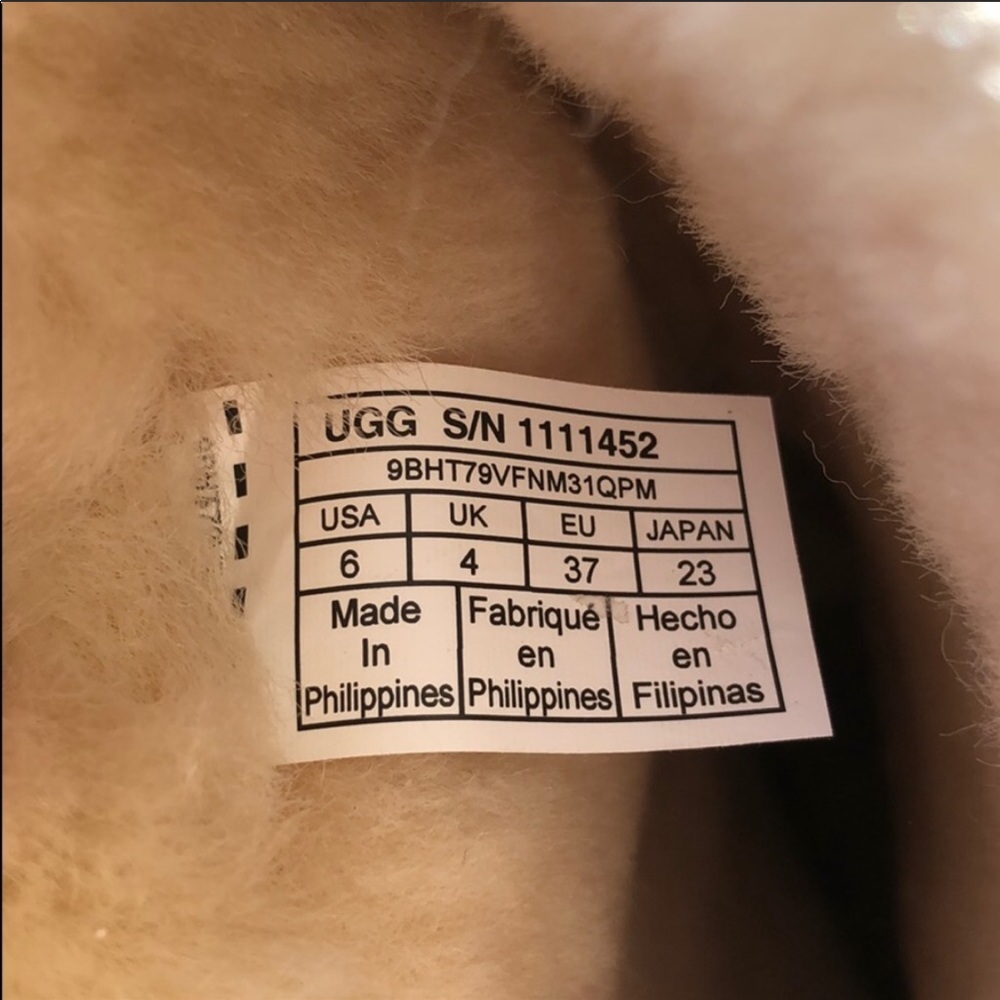 UGG S/N 1111452
9BHT79VFNM31QPM
USA UK EU JAPAN
6 4 37 23
Made
In
Philippines
Fabriqué
en
Philippines
Hecho
en
Filipinas